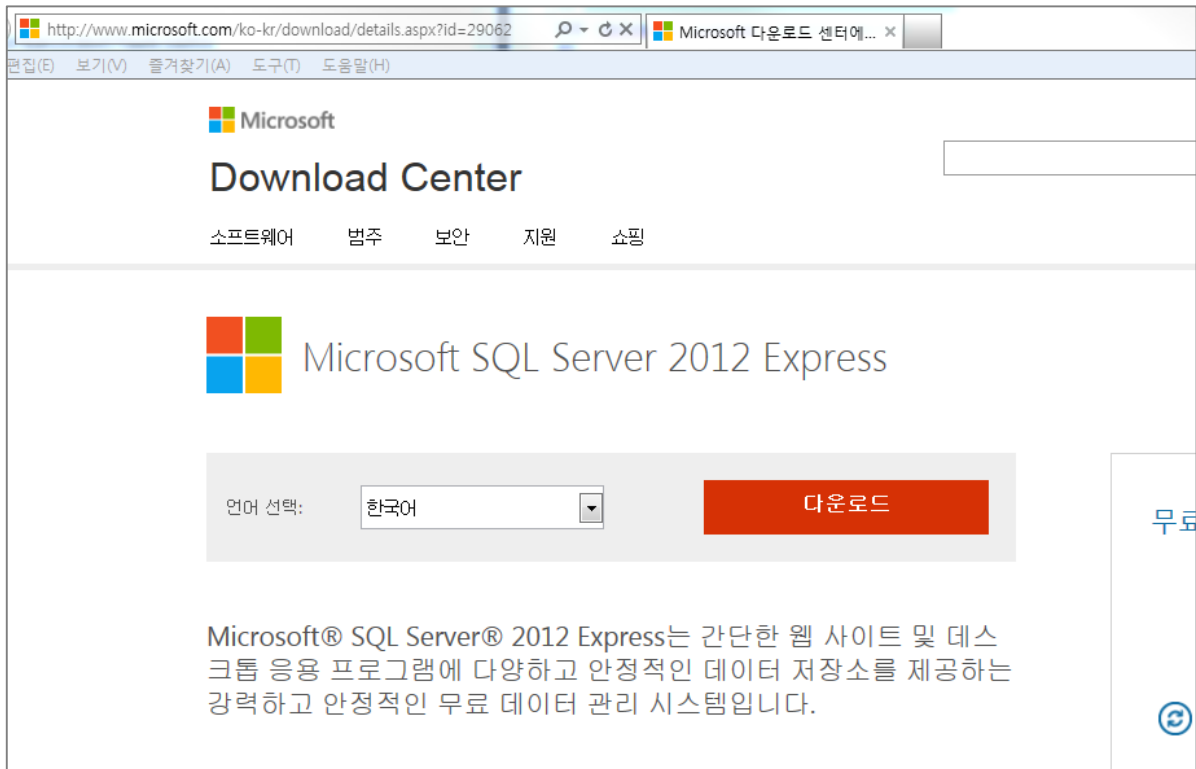 http://www.microsoft.com/ko-kr/download/details.aspx?id=29062
Microsoft 다운로드 센터에...
편집(E) 보기(V) 즐겨찾기(A) 도구(T) 도움말(H)
Microsoft
Download Center
소프트웨어 범주 보안 지원 쇼핑
Microsoft SQL Server 2012 Express
언어 선택: 한국어 다운로드
무료
Microsoft® SQL Server® 2012 Express는 간단한 웹 사이트 및 데스
크톱 응용 프로그램에 다양하고 안정적인 데이터 저장소를 제공하는
강력하고 안정적인 무료 데이터 관리 시스템입니다.